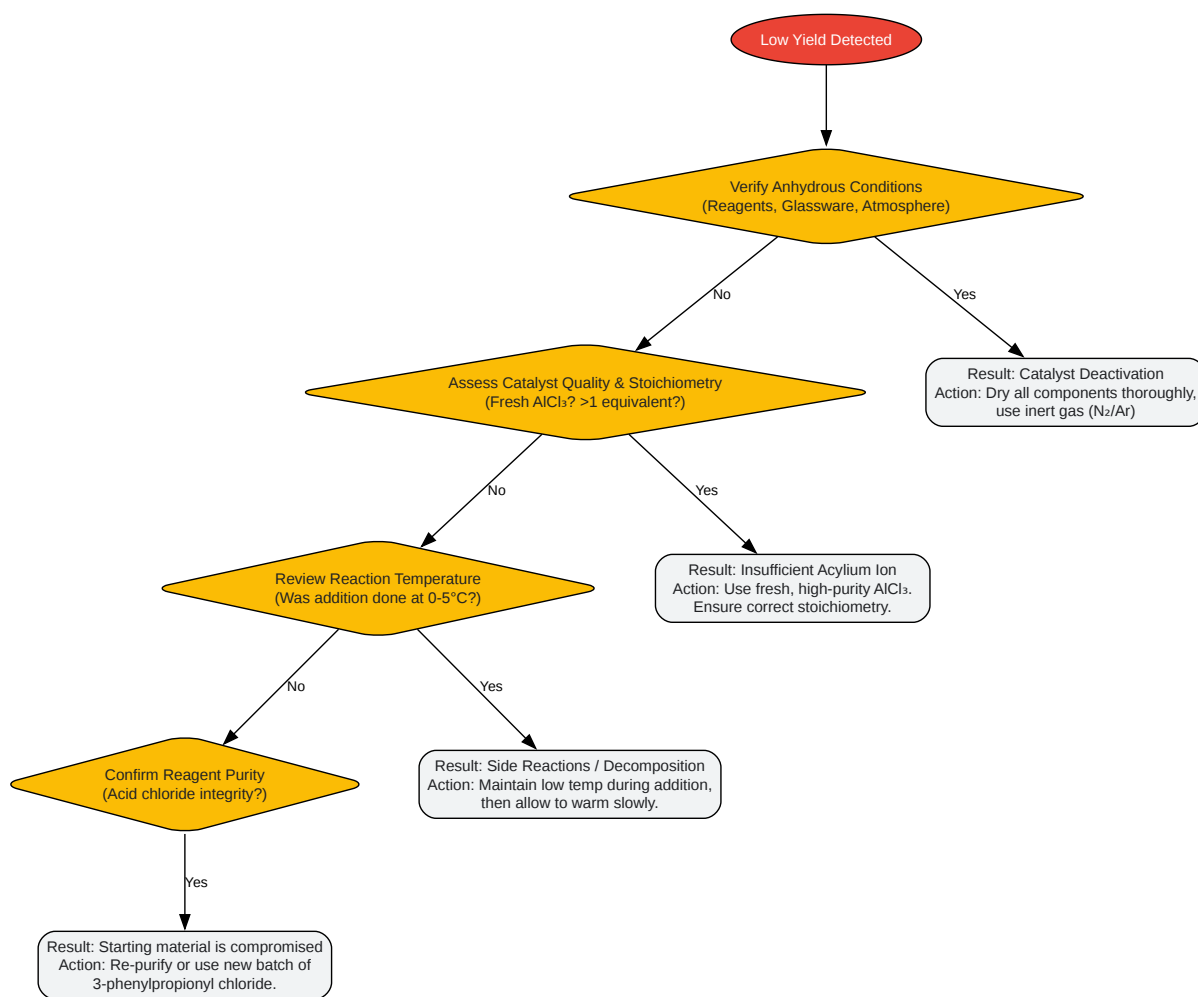 Low Yield Detected
Verify Anhydrous Conditions
(Reagents, Glassware, Atmosphere)
No
Yes
Assess Catalyst Quality & Stoichiometry
(Fresh AlCl₃? >1 equivalent?)
Result: Catalyst Deactivation
Action: Dry all components thoroughly,
use inert gas (N₂/Ar)
No
Yes
Review Reaction Temperature
(Was addition done at 0-5°C?)
Result: Insufficient Acylium Ion
Action: Use fresh, high-purity AlCl₃.
Ensure correct stoichiometry.
No
Yes
Confirm Reagent Purity
(Acid chloride integrity?)
Result: Side Reactions / Decomposition
Action: Maintain low temp during addition,
then allow to warm slowly.
Yes
Result: Starting material is compromised
Action: Re-purify or use new batch of
3-phenylpropionyl chloride.